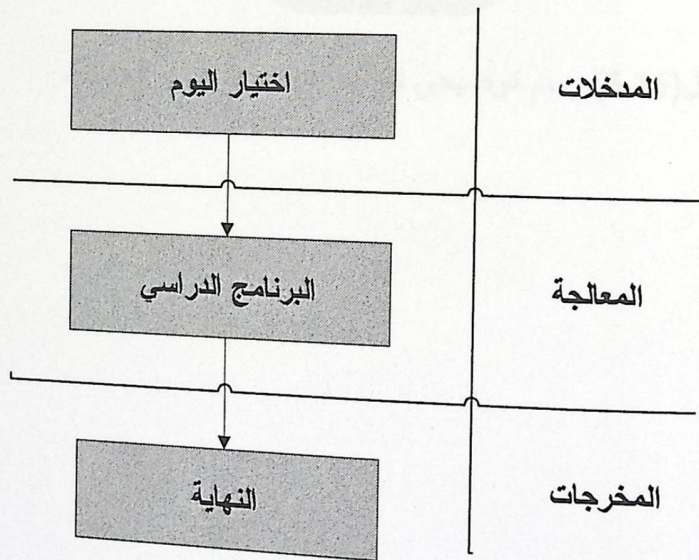 المدخلات
اختيار اليوم
المعالجة
البرنامج الدراسي
المخرجات
النهاية